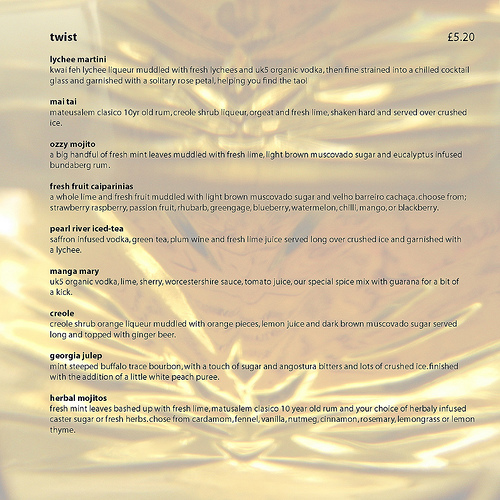 twist £5.20
lychee martini
kwai feh lychee liqueur muddled with fresh lychees and uk5 organic vodka, then fine strained into a chilled cocktail
glass and garnished with a solitary rose petal, helping you find the tao!
mai tai
mateusalem clasico 10yr old rum, creole shrub liqueur, orgeat and fresh lime, shaken hard and served over crushed
ice.
ozzy mojito
a big handful of fresh mint leaves muddled with fresh lime, light brown muscovado sugar and eucalyptus infused
bundaberg rum.
fresh fruit caiparinias
a whole lime and fresh fruit muddled with light brown muscovado sugar and velho barreiro cachaça. choose from;
strawberry raspberry, passion fruit, rhubarb, greengage, blueberry, watermelon, chilli, mango, or blackberry.
pearl river iced-tea
saffron infused vodka, green tea, plum wine and fresh lime juice served long over crushed ice and garnished with
a lychee.
manga mary
uk5 organic vodka, lime, sherry, worcestershire sauce, tomato juice, our special spice mix with guarana for a bit of
a kick.
creole
creole shrub orange liqueur muddled with orange pieces, lemon juice and dark brown muscovado sugar served
long and topped with ginger beer.
georgia julep
mint steeped buffalo trace bourbon, with a touch of sugar and angostura bitters and lots of crushed ice. finished
with the addition of a little white peach puree.
herbal mojitos
fresh mint leaves bashed up with fresh lime, matusalem clasico 10 year old rum and your choice of herbaly infused
caster sugar or fresh herbs, chose from cardamom, fennel, vanilla, nutmeg, cinnamon, rosemary, lemongrass or lemon
thyme.